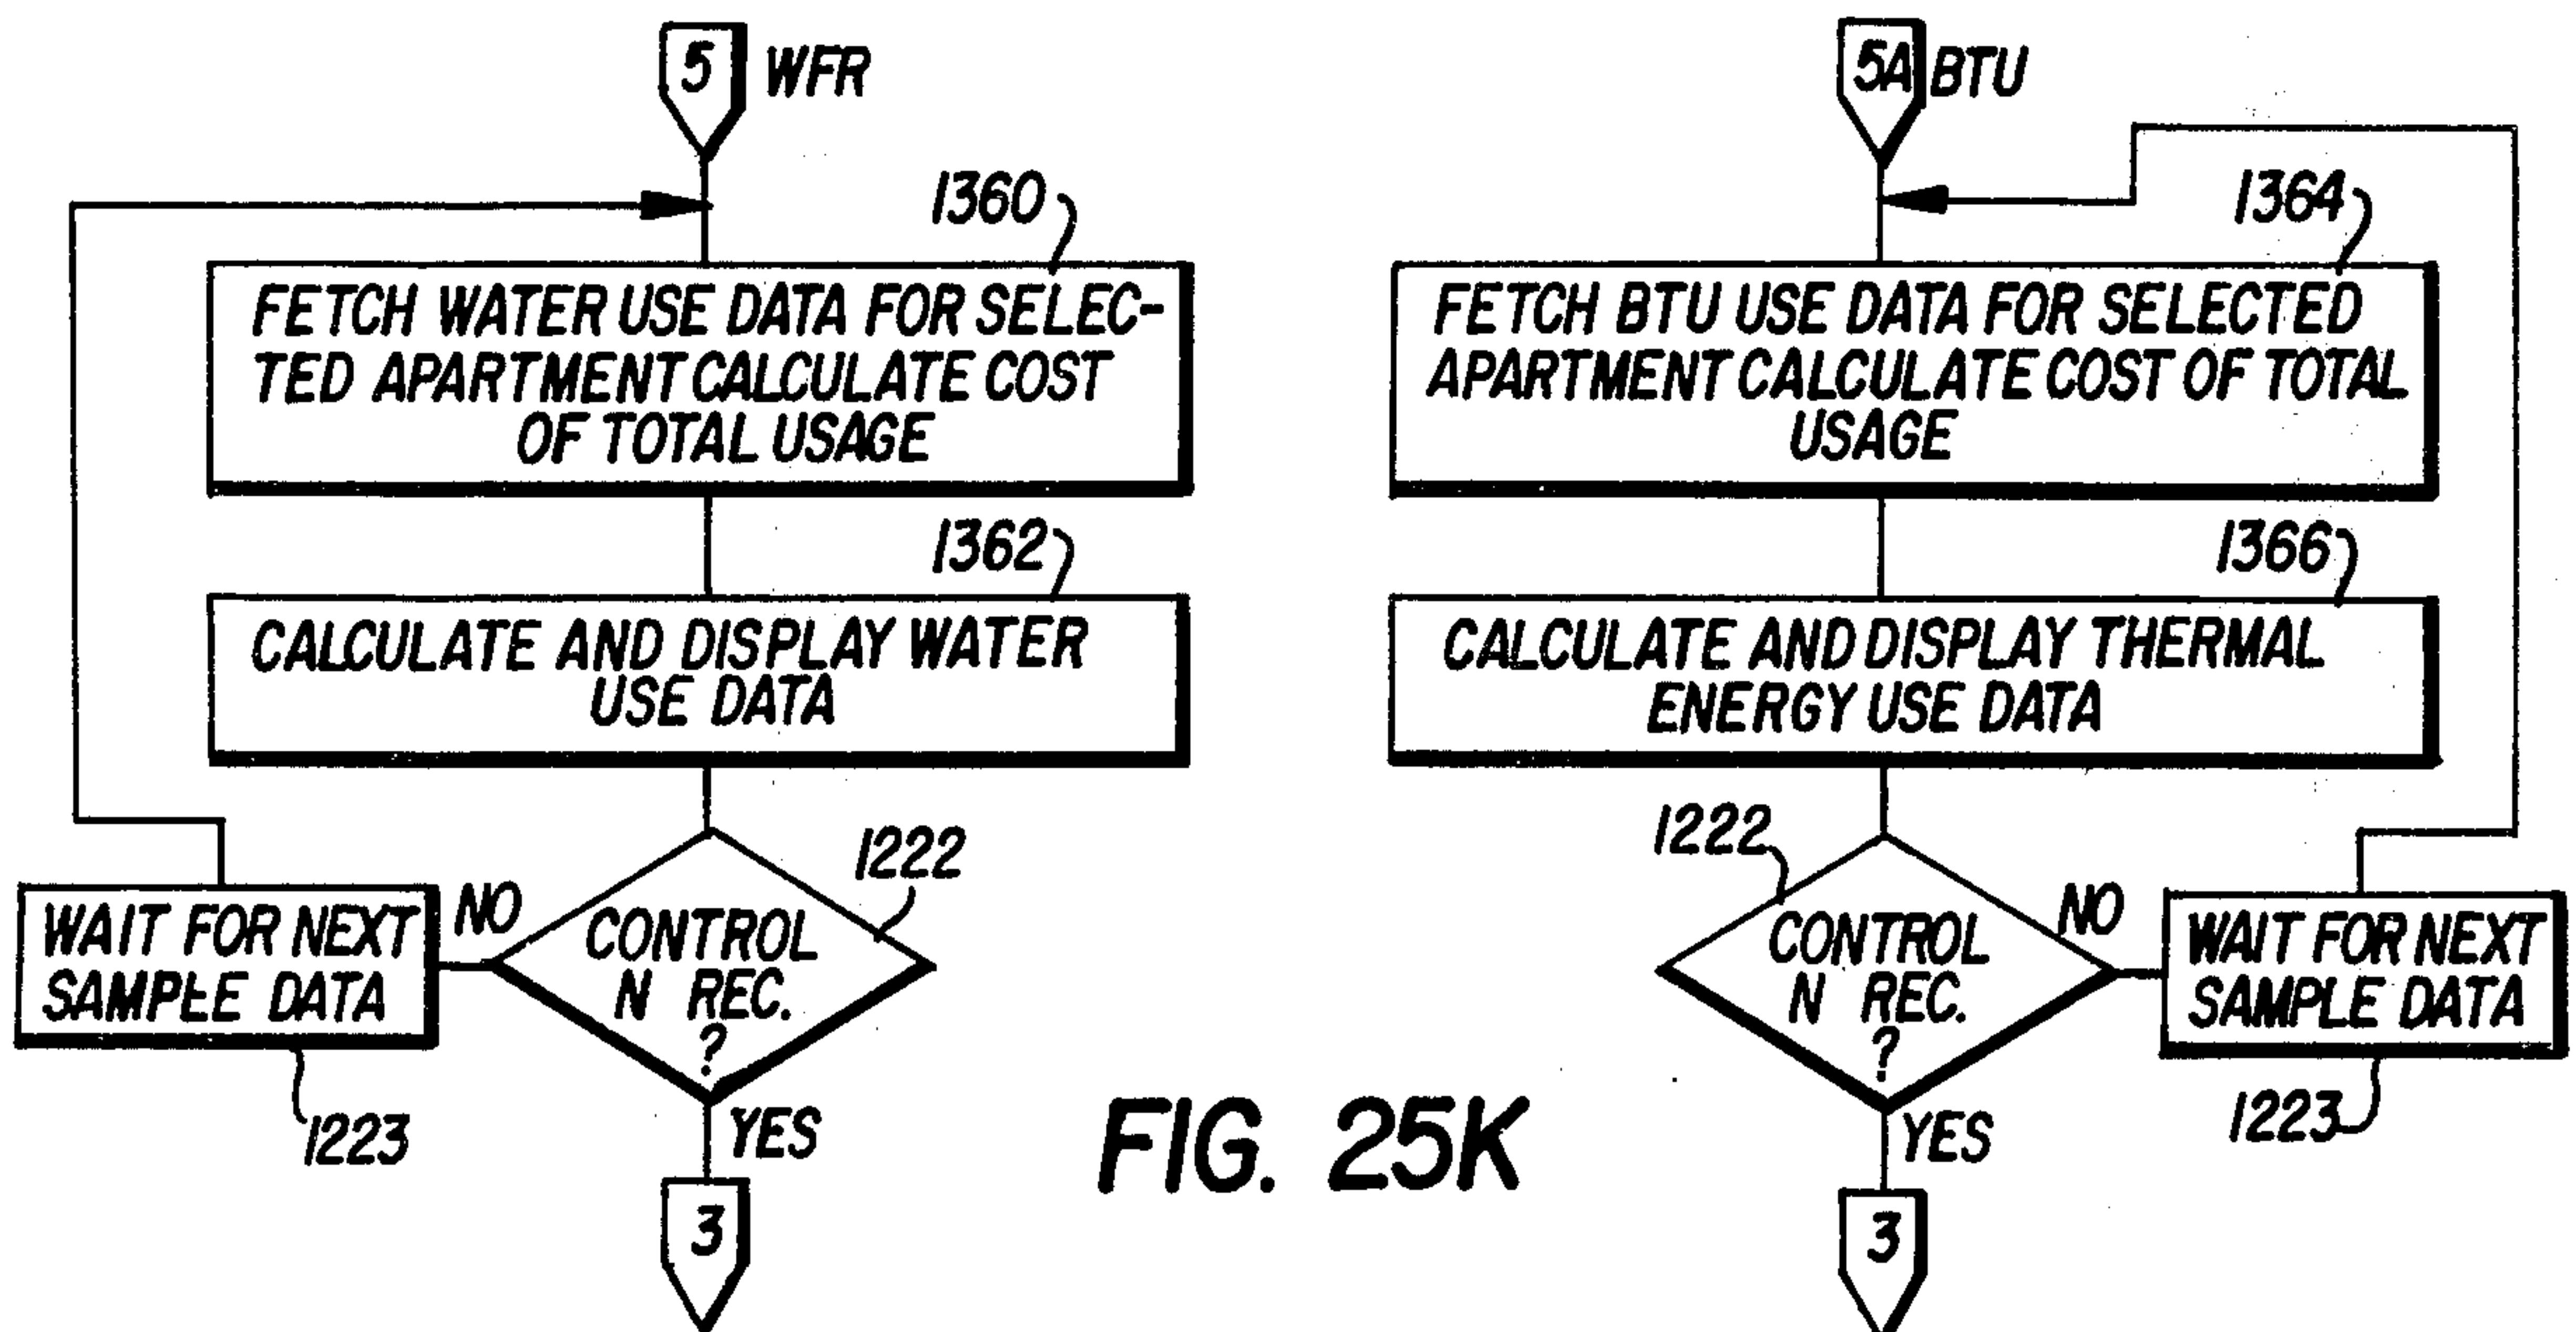 5 WFR
1360
FETCH WATER USE DATA FOR SELEC-
TED APARTMENT CALCULATE COST
OF TOTAL USAGE
1362
CALCULATE AND DISPLAY WATER
USE DATA
1222
CONTROL
N REC.
?
NO
WAIT FOR NEXT
SAMPLE DATA
1223
YES
3
5A BTU
1364
FETCH BTU USE DATA FOR SELECTED
APARTMENT CALCULATE COST OF TOTAL
USAGE
1366
CALCULATE AND DISPLAY THERMAL
ENERGY USE DATA
1222
CONTROL
N REC.
?
NO
WAIT FOR NEXT
SAMPLE DATA
1223
YES
3
FIG. 25K